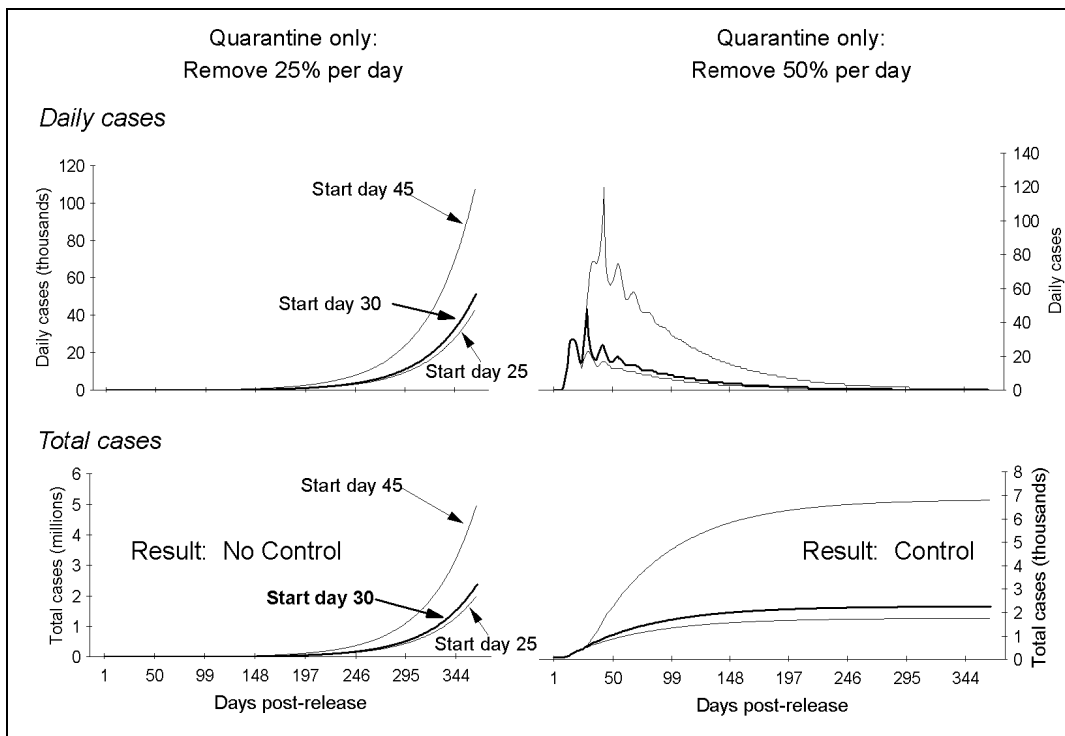 Quarantine only:
Remove 25% per day
Quarantine only:
Remove 50% per day
Daily cases
Daily cases (thousands)
120
100
80
60
40
20
0
Start day 45
Start day 30
Start day 25
140
120
100
80
60
40
20
0
Daily cases
Total cases
Total cases (millions)
6
5
4
3
2
1
0
Start day 45
Result: No Control
Start day 30
Start day 25
1 50 99 148 197 246 295 344
Days post-release
8
7
6
5
4
3
2
1
0
Total cases (thousands)
Result: Control
1 50 99 148 197 246 295 344
Days post-release